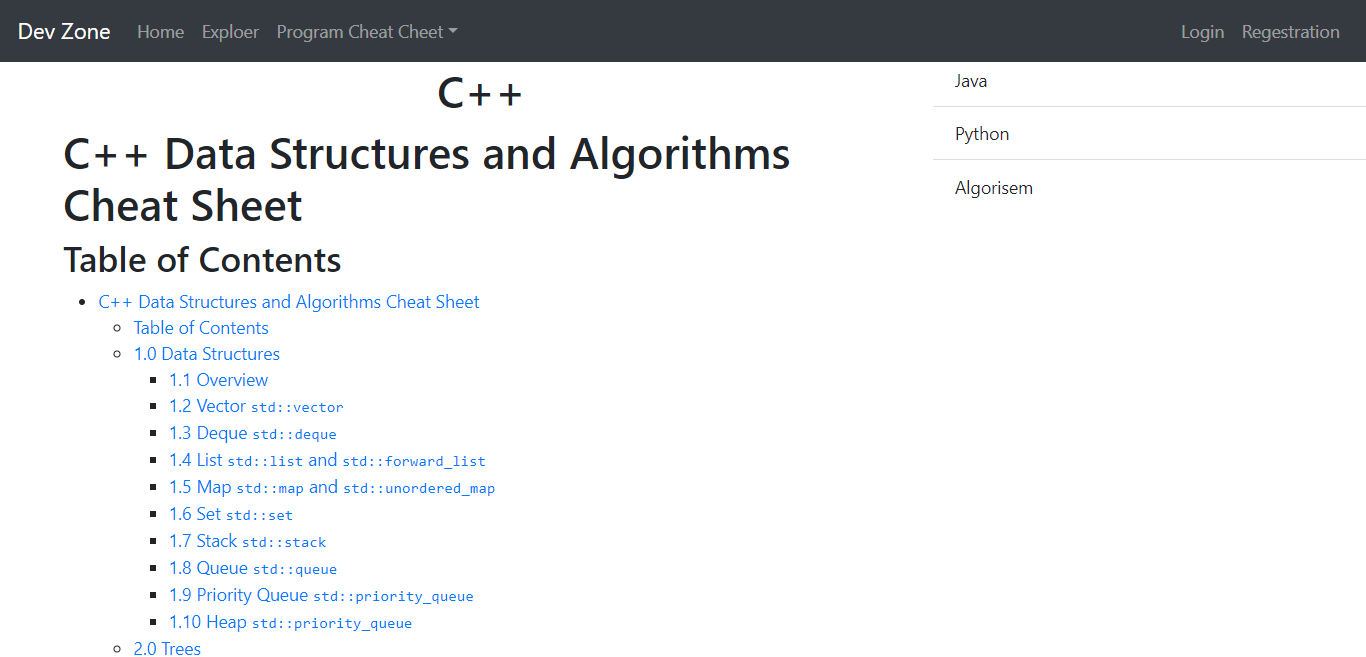 Dev Zone Home Exploer Program Cheat Cheet Login Regestration
C++
C++ Data Structures and Algorithms
Cheat Sheet
Table of Contents
C++ Data Structures and Algorithms Cheat Sheet
Table of Contents
1.0 Data Structures
1.1 Overview
1.2 Vector std::vector
1.3 Deque std::deque
1.4 List std::list and std::forward_list
1.5 Map std::map and std::unordered_map
1.6 Set std::set
1.7 Stack std::stack
1.8 Queue std::queue
1.9 Priority Queue std::priority_queue
1.10 Heap std::priority_queue
2.0 Trees
Java
Python
Algorisem